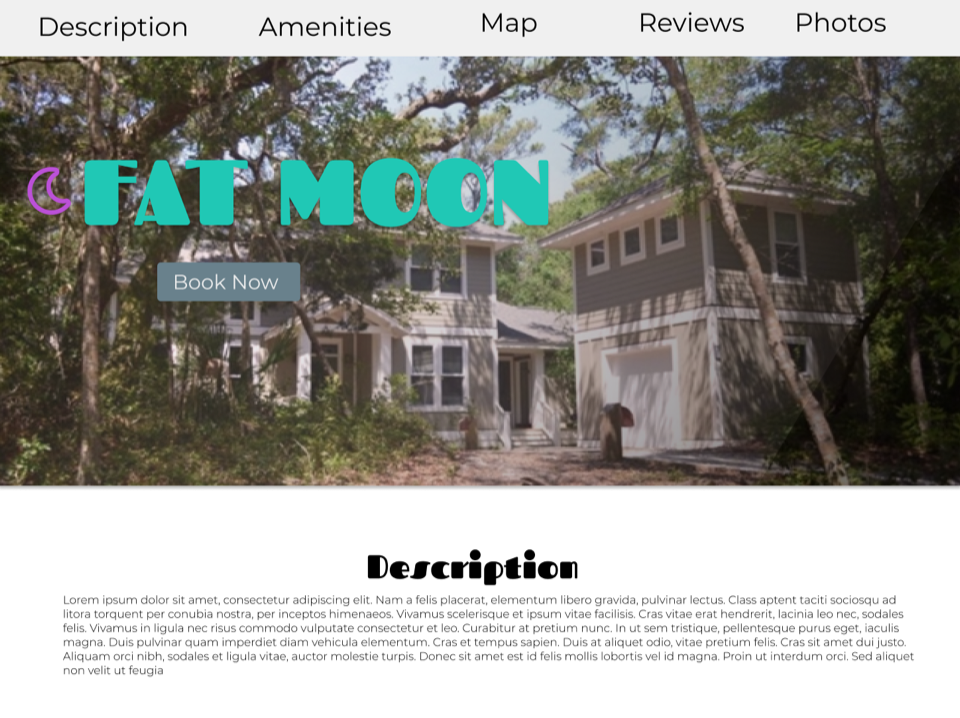 Description Amenities Map Reviews Photos
FAT MOON
Book Now
Description
Lorem ipsum dolor sit amet, consectetur adipiscing elit. Nam a felis placerat, elementum libero gravida, pulvinar lectus. Class aptent taciti sociosqu ad
litora torquent per conubia nostra, per inceptos himenaeos. Vivamus scelerisque et ipsum vitae facilisis. Cras vitae erat hendrerit, lacinia leo nec, sodales
felis. Vivamus in ligula nec risus commodo vulputate consectetur et leo. Curabitur at pretium nunc. In ut sem tristique, pellentesque purus eget, iaculis
magna. Duis pulvinar quam imperdiet diam vehicula elementum. Cras et tempus sapien. Duis at aliquet odio, vitae pretium felis. Cras sit amet dui justo.
Aliquam orci nibh, sodales et ligula vitae, auctor molestie turpis. Donec sit amet est id felis mollis lobortis vel id magna. Proin ut interdum orci. Sed aliquet
non velit ut feugia